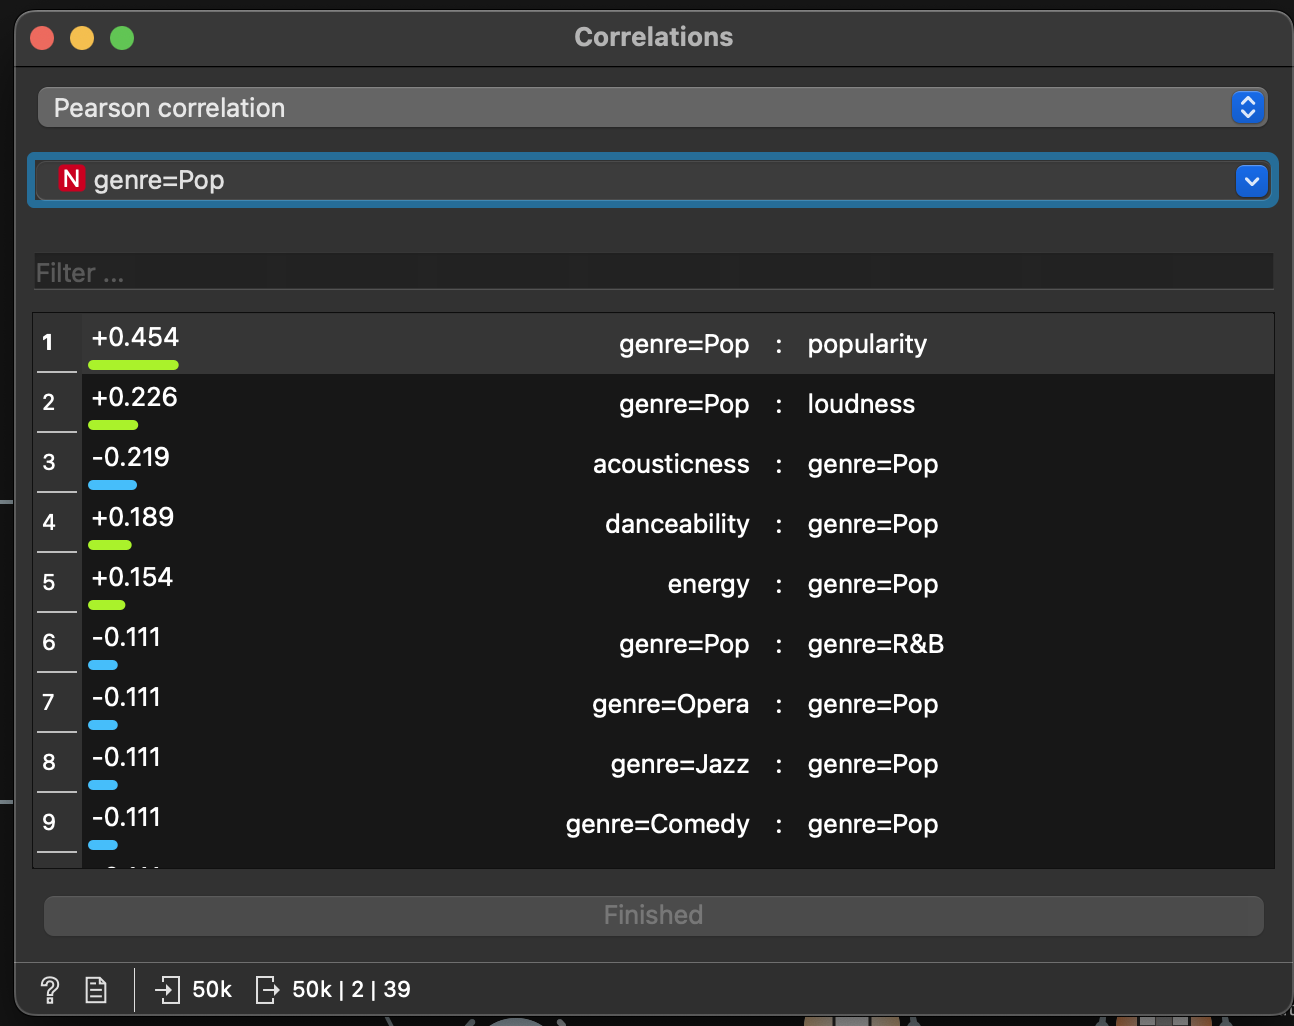 Correlations
Pearson correlation
N genre=Pop
Filter ...
1 +0.454 genre=Pop : popularity
2 +0.226 genre=Pop : loudness
3 -0.219 acousticness : genre=Pop
4 +0.189 danceability : genre=Pop
5 +0.154 energy : genre=Pop
6 -0.111 genre=Pop : genre=R&B
7 -0.111 genre=Opera : genre=Pop
8 -0.111 genre=Jazz : genre=Pop
9 -0.111 genre=Comedy : genre=Pop
Finished
? 50k 50k | 2 | 39